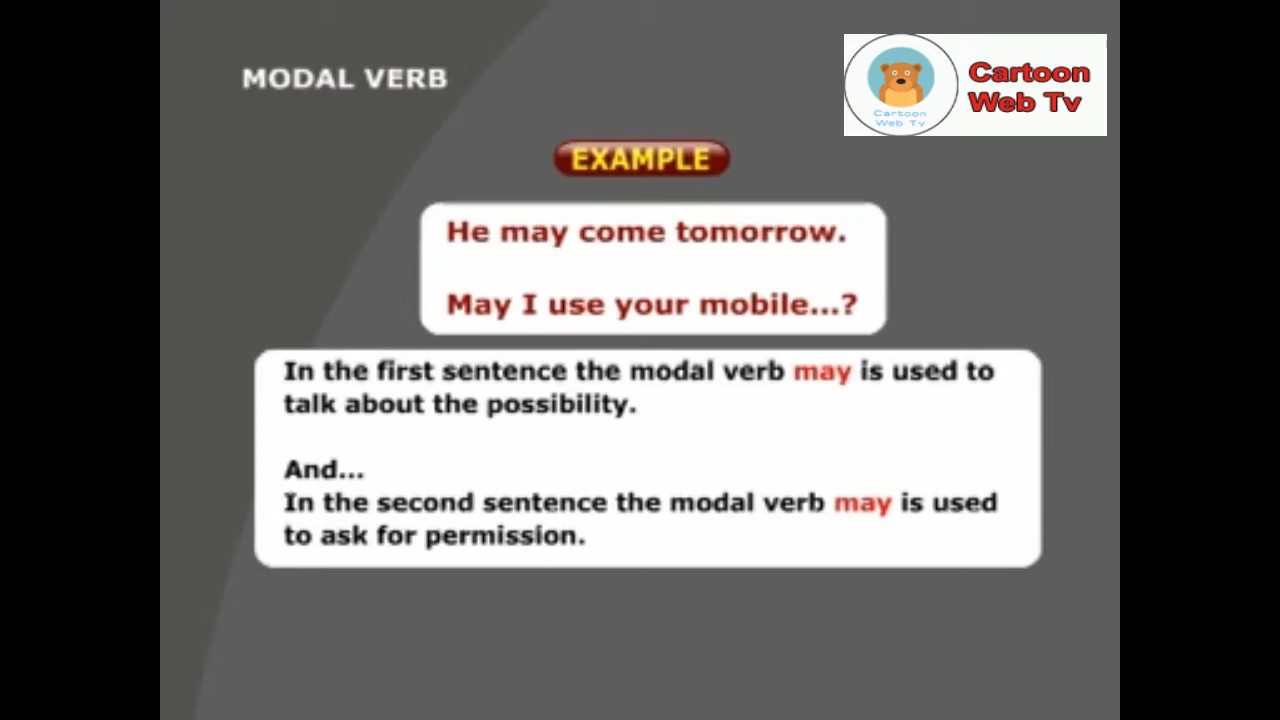 MODAL VERB
Cartoon
Web Tv
Cartoon
Web Tv
EXAMPLE
He may come tomorrow.
May I use your mobile...?
In the first sentence the modal verb may is used to
talk about the possibility.
And...
In the second sentence the modal verb may is used
to ask for permission.